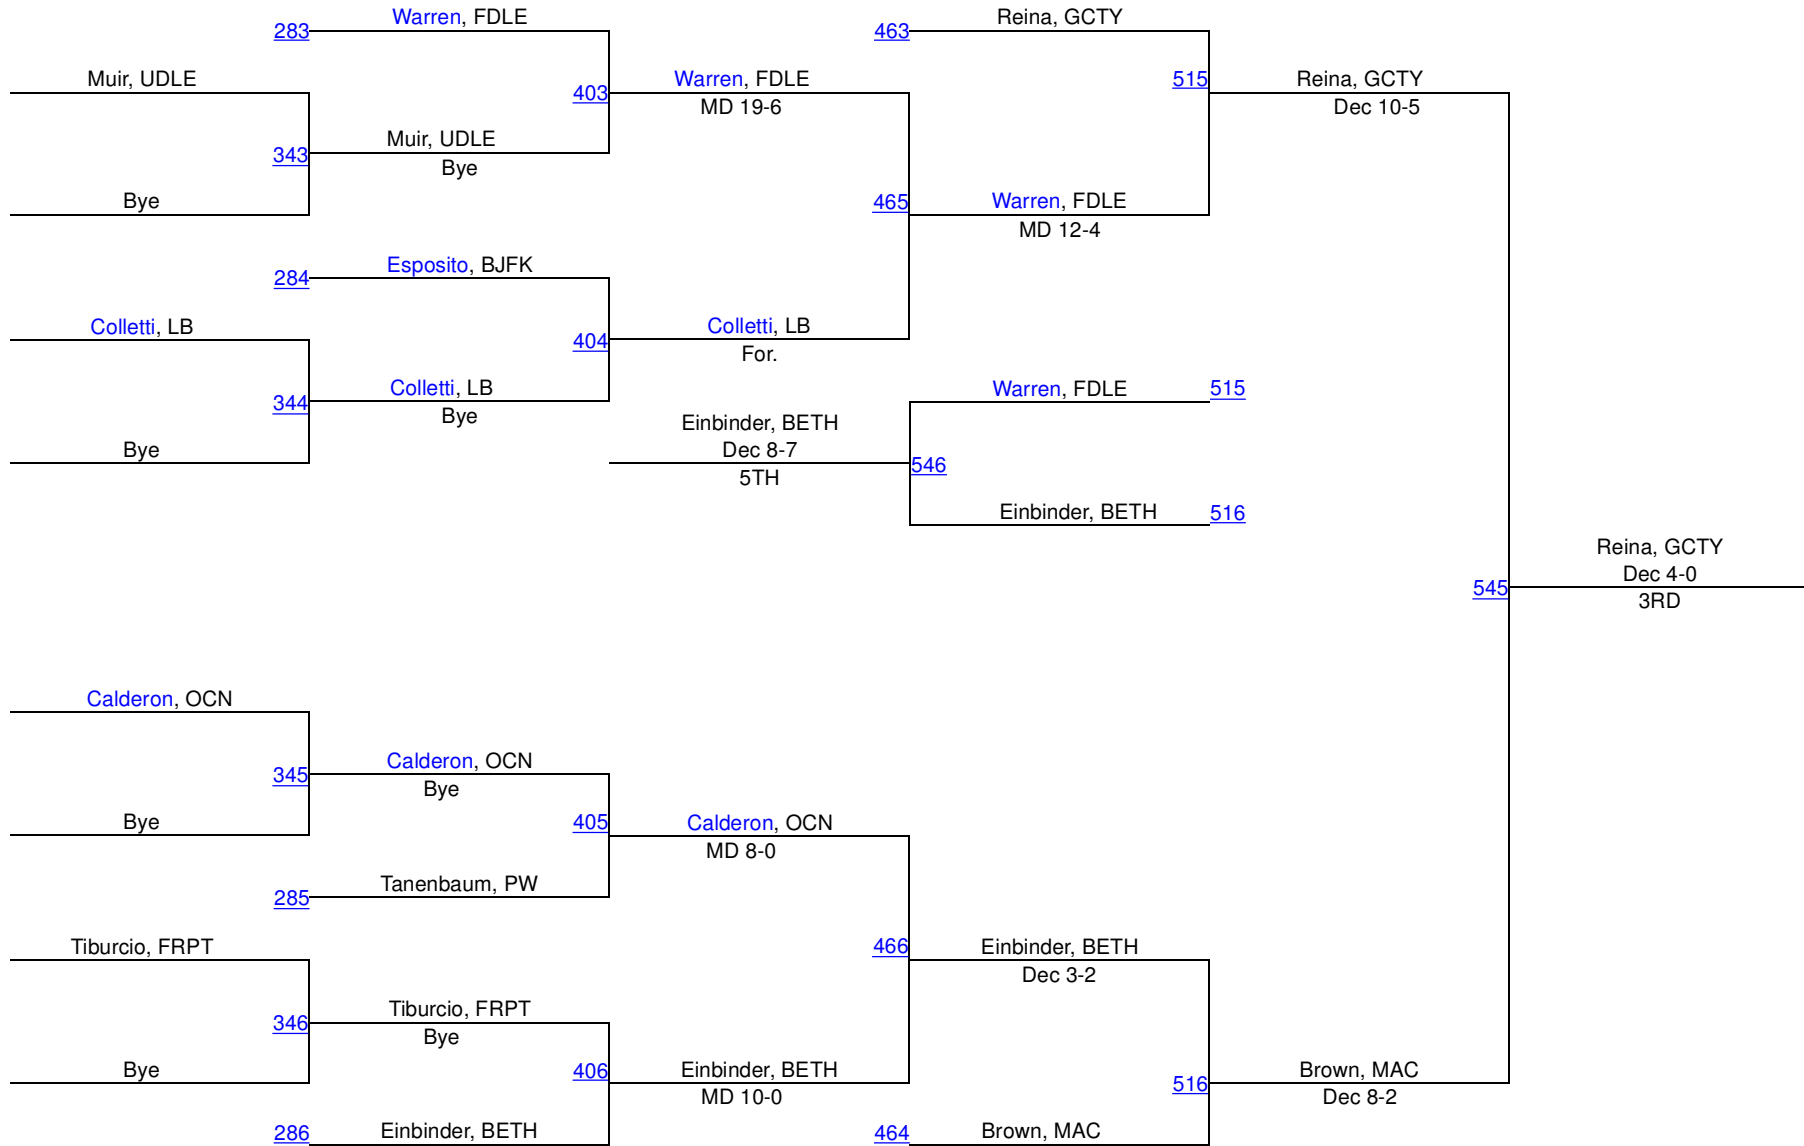 Warren, FDLE
283
Reina, GCTY
463
Muir, UDLE
403
Warren, FDLE
MD 19-6
515
Reina, GCTY
Dec 10-5
343
Muir, UDLE
Bye
Bye
465
Warren, FDLE
MD 12-4
284
Esposito, BJFK
Colletti, LB
404
Colletti, LB
For.
344
Colletti, LB
Bye
Warren, FDLE
515
Einbinder, BETH
Dec 8-7
5TH
Bye
546
Einbinder, BETH
516
Reina, GCTY
Dec 4-0
3RD
545
Calderon, OCN
345
Calderon, OCN
Bye
Bye
405
Calderon, OCN
MD 8-0
285
Tanenbaum, PW
Tiburcio, FRPT
466
Einbinder, BETH
Dec 3-2
346
Tiburcio, FRPT
Bye
Bye
406
Einbinder, BETH
MD 10-0
516
Brown, MAC
Dec 8-2
286
Einbinder, BETH
464
Brown, MAC